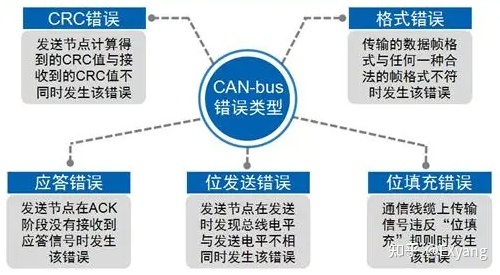 CRC错误
发送节点计算得
到的CRC值与接
收到的CRC值不
同时发生该错误
格式错误
传输的数据帧格
式与任何一种合
法的帧格式不符
时发生该错误
CAN-bus
错误类型
应答错误
发送节点在ACK
阶段没有接收到
应答信号时发生
该错误
位发送错误
发送节点在发送
时发现总线电平
与发送电平不相
同时发生该错误
位填充错误
通信线缆上传输
信号违反“位填
充”规则时发生
该错误